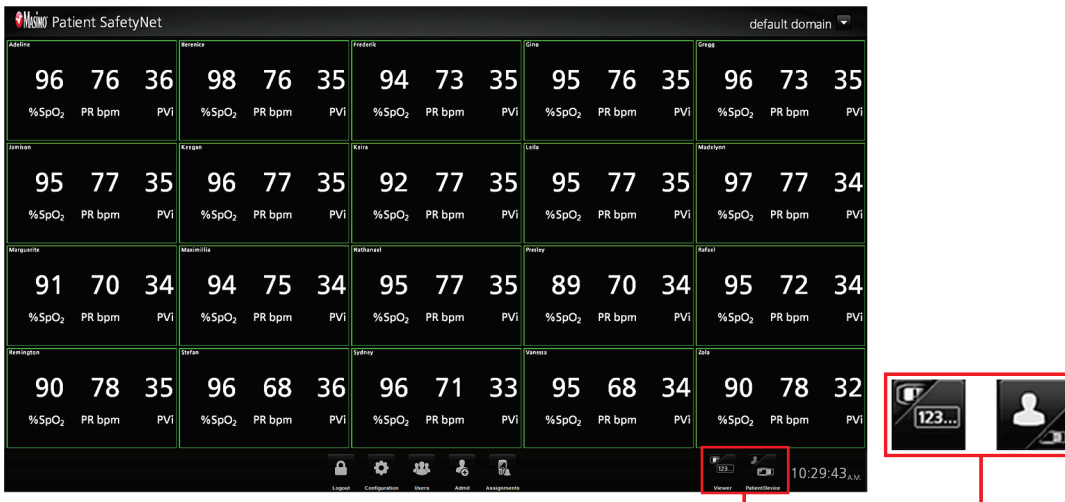 Masimo Patient SafetyNet default domain
Adeline Berenice Frederik Gino Gregg
96 76 36 98 76 35 94 73 35 95 76 35 96 73 35
%SpO₂ PR bpm PVi %SpO₂ PR bpm PVi %SpO₂ PR bpm PVi %SpO₂ PR bpm PVi %SpO₂ PR bpm PVi
Jamison Keegan Keira Leila Madelynn
95 77 35 96 77 35 92 77 35 95 77 35 97 77 34
%SpO₂ PR bpm PVi %SpO₂ PR bpm PVi %SpO₂ PR bpm PVi %SpO₂ PR bpm PVi %SpO₂ PR bpm PVi
Marguerite Maximillia Nathanael Presley Rafael
91 70 34 94 75 34 95 77 35 89 70 34 95 72 34
%SpO₂ PR bpm PVi %SpO₂ PR bpm PVi %SpO₂ PR bpm PVi %SpO₂ PR bpm PVi %SpO₂ PR bpm PVi
Remington Stefan Sydney Vanessa Zola
90 78 35 96 68 36 96 71 33 95 68 34 90 78 32
%SpO₂ PR bpm PVi %SpO₂ PR bpm PVi %SpO₂ PR bpm PVi %SpO₂ PR bpm PVi %SpO₂ PR bpm PVi
123... 10:29:43 A.M.
Logout Configuration Users Admit Assignments Viewer Patient/Device
123...